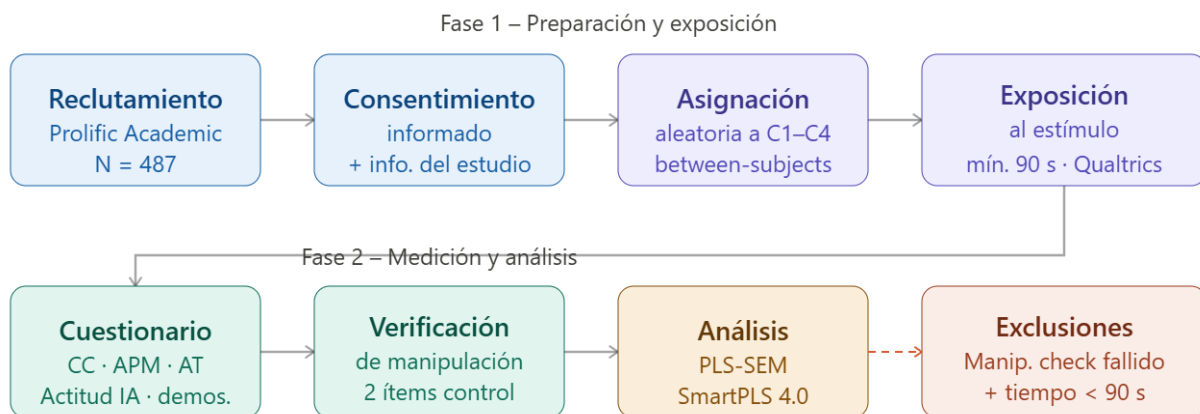 Fase 1 – Preparación y exposición
Reclutamiento
Prolific Academic
N = 487
Consentimiento
informado
+ info. del estudio
Asignación
aleatoria a C1–C4
between-subjects
Exposición
al estímulo
mín. 90 s · Qualtrics
Fase 2 – Medición y análisis
Cuestionario
CC · APM · AT
Actitud IA · demos.
Verificación
de manipulación
2 ítems control
Análisis
PLS-SEM
SmartPLS 4.0
Exclusiones
Manip. check fallido
+ tiempo < 90 s